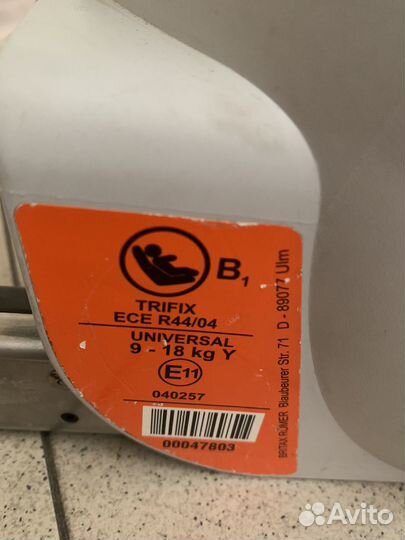 B1
TRIFIX
ECE R44/04
UNIVERSAL
9 - 18 kg Y
E11
040257
00047803
BRITAX RÖMER Blaubeurer Str. 71 D - 89077 Ulm
Avito